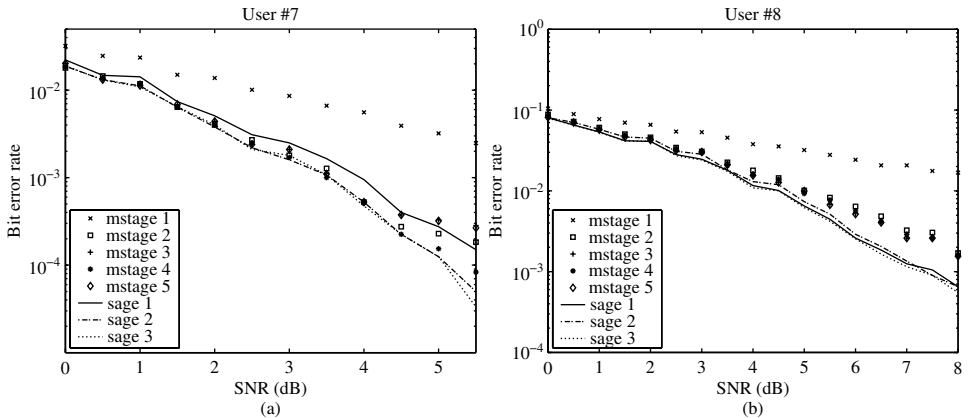 User #7
10⁻²
10⁻³
10⁻⁴
Bit error rate
mstage 1
mstage 2
mstage 3
mstage 4
mstage 5
sage 1
sage 2
sage 3
0 1 2 3 4 5
SNR (dB)
(a)
User #8
10⁰
10⁻¹
10⁻²
10⁻³
10⁻⁴
Bit error rate
mstage 1
mstage 2
mstage 3
mstage 4
mstage 5
sage 1
sage 2
sage 3
0 1 2 3 4 5 6 7 8
SNR (dB)
(b)